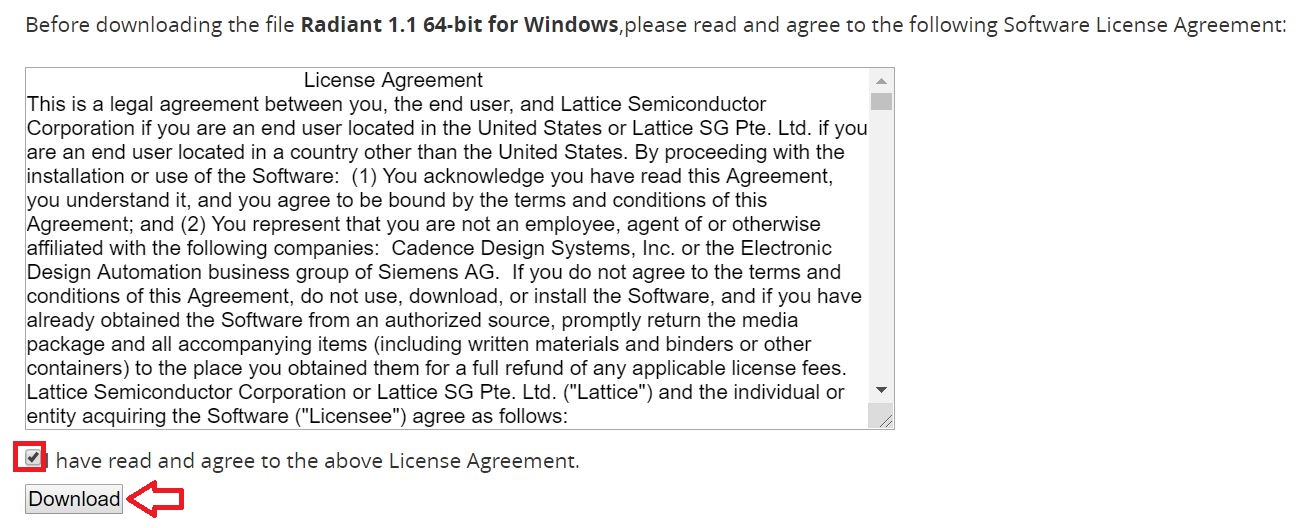 Before downloading the file Radiant 1.1 64-bit for Windows,please read and agree to the following Software License Agreement:
License Agreement
This is a legal agreement between you, the end user, and Lattice Semiconductor
Corporation if you are an end user located in the United States or Lattice SG Pte. Ltd. if you
are an end user located in a country other than the United States. By proceeding with the
installation or use of the Software:  (1) You acknowledge you have read this Agreement,
you understand it, and you agree to be bound by the terms and conditions of this
Agreement; and (2) You represent that you are not an employee, agent of or otherwise
affiliated with the following companies:  Cadence Design Systems, Inc. or the Electronic
Design Automation business group of Siemens AG.  If you do not agree to the terms and
conditions of this Agreement, do not use, download, or install the Software, and if you have
already obtained the Software from an authorized source, promptly return the media
package and all accompanying items (including written materials and binders or other
containers) to the place you obtained them for a full refund of any applicable license fees.
Lattice Semiconductor Corporation or Lattice SG Pte. Ltd. ("Lattice") and the individual or
entity acquiring the Software ("Licensee") agree as follows:
I have read and agree to the above License Agreement.
Download